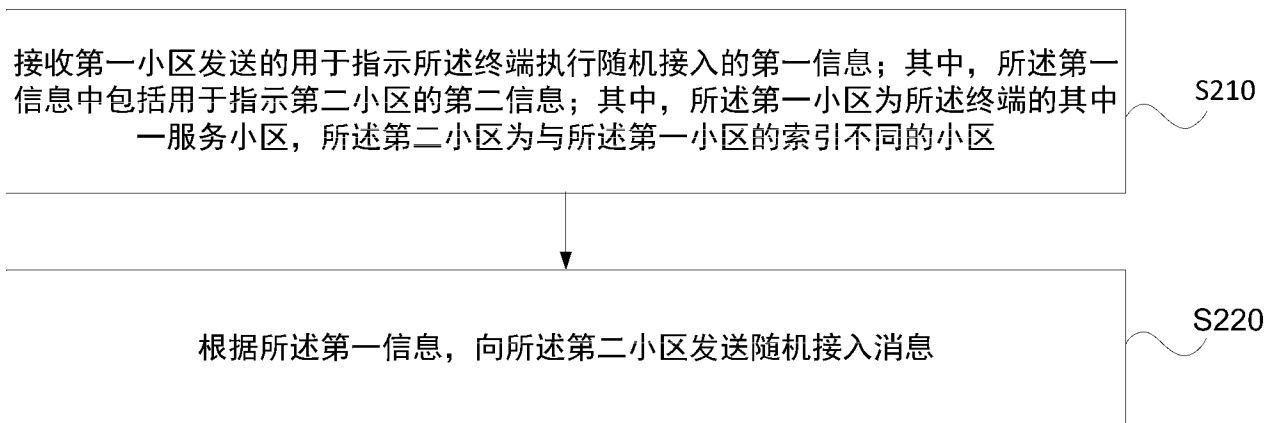 接收第一小区发送的用于指示所述终端执行随机接入的第一信息；其中，所述第一
信息中包括用于指示第二小区的第二信息；其中，所述第一小区为所述终端的其中
一服务小区，所述第二小区为与所述第一小区的索引不同的小区
S210
根据所述第一信息，向所述第二小区发送随机接入消息
S220